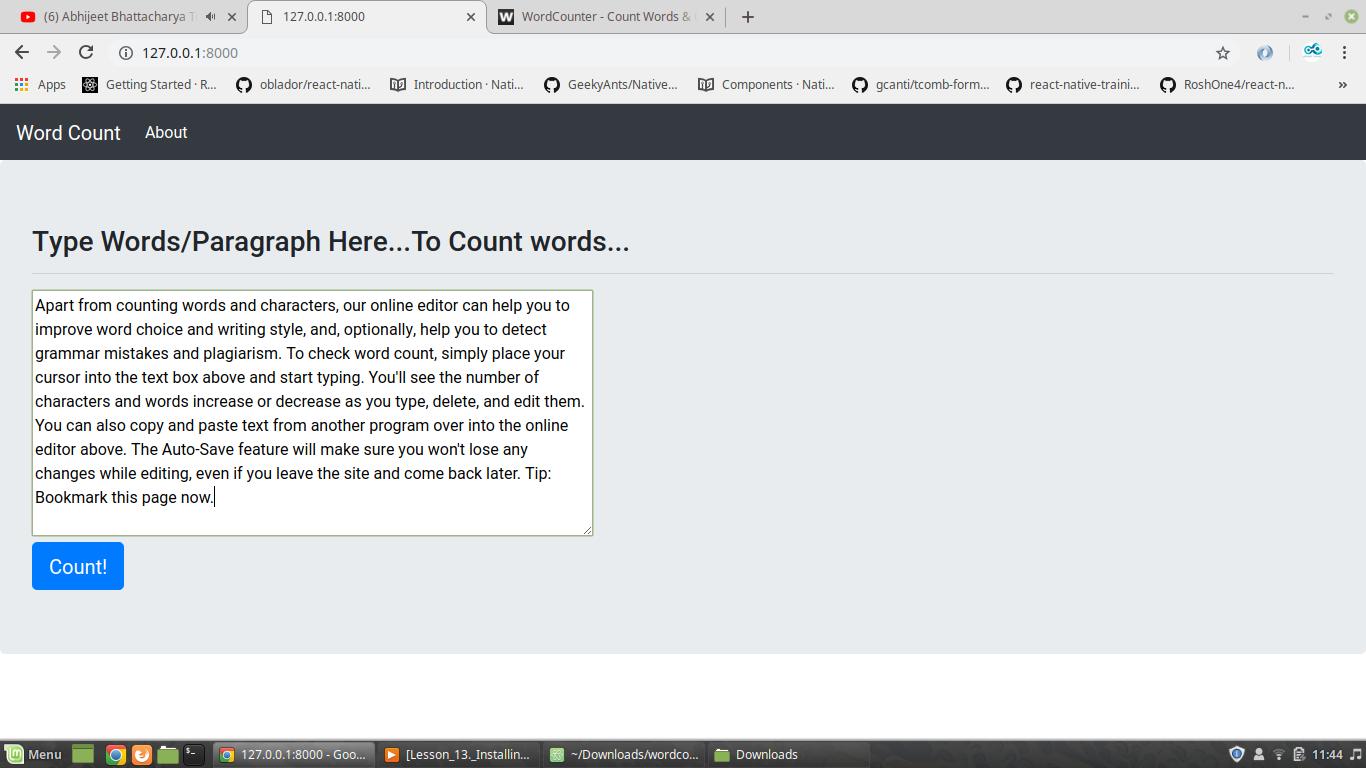 (6) Abhijeet Bhattacharya T
127.0.0.1:8000
WordCounter - Count Words &
127.0.0.1:8000
Apps
Getting Started · R...
oblador/react-nati...
Introduction · Nati...
GeekyAnts/Native...
Components · Nati...
gcanti/tcomb-form...
react-native-traini...
RoshOne4/react-n...
»
Word Count
About
Type Words/Paragraph Here...To Count words...
Apart from counting words and characters, our online editor can help you to
improve word choice and writing style, and, optionally, help you to detect
grammar mistakes and plagiarism. To check word count, simply place your
cursor into the text box above and start typing. You'll see the number of
characters and words increase or decrease as you type, delete, and edit them.
You can also copy and paste text from another program over into the online
editor above. The Auto-Save feature will make sure you won't lose any
changes while editing, even if you leave the site and come back later. Tip:
Bookmark this page now.
Count!
Menu
127.0.0.1:8000 - Goo...
[Lesson_13._Installin...
~/Downloads/wordco...
Downloads
11:44